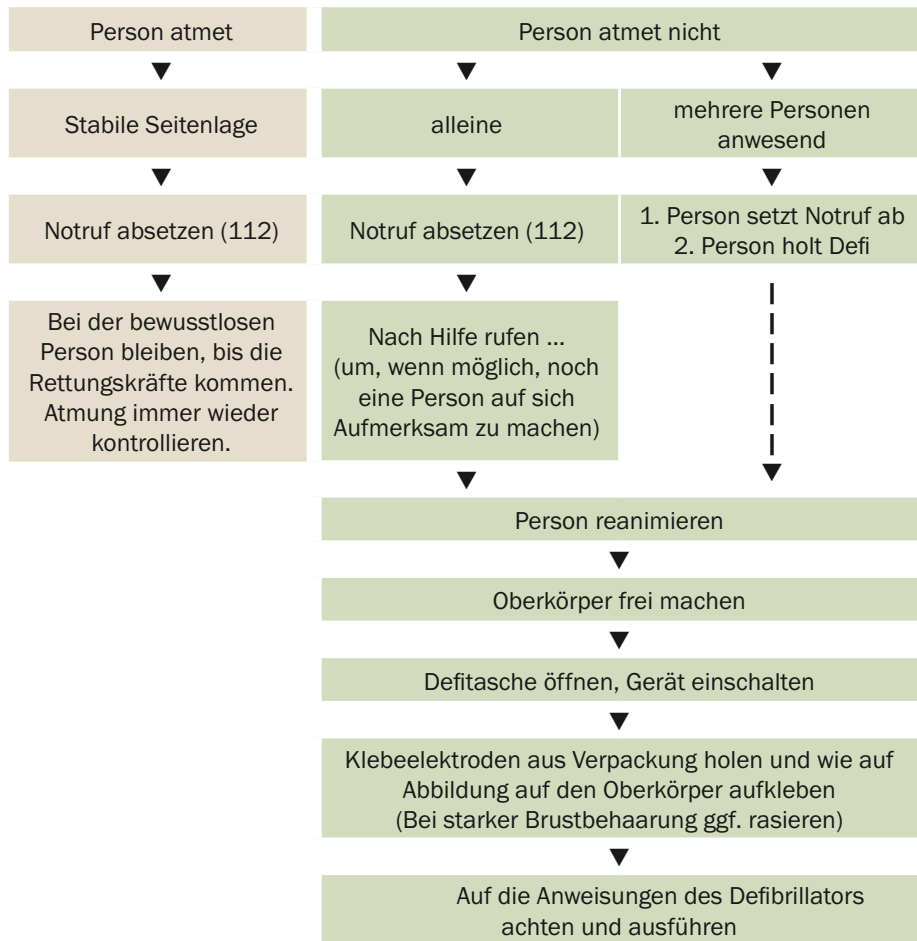 Person atmet
Person atmet nicht
Stabile Seitenlage
alleine
mehrere Personen
anwesend
Notruf absetzen (112)
Notruf absetzen (112)
1. Person setzt Notruf ab
2. Person holt Defi
Bei der bewusstlosen
Person bleiben, bis die
Rettungskräfte kommen.
Atmung immer wieder
kontrollieren.
Nach Hilfe rufen ...
(um, wenn möglich, noch
eine Person auf sich
Aufmerksam zu machen)
Person reanimieren
Oberkörper frei machen
Defitasche öffnen, Gerät einschalten
Klebeelektroden aus Verpackung holen und wie auf
Abbildung auf den Oberkörper aufkleben
(Bei starker Brustbehaarung ggf. rasieren)
Auf die Anweisungen des Defibrillators
achten und ausführen